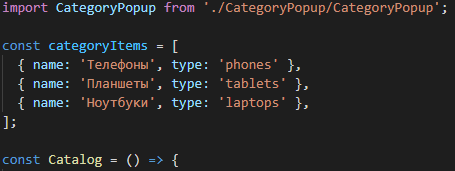 import CategoryPopup from './CategoryPopup/CategoryPopup';
const categoryItems = [
{ name: 'Телефоны', type: 'phones' },
{ name: 'Планшеты', type: 'tablets' },
{ name: 'Ноутбуки', type: 'laptops' },
];
const Catalog = () => {